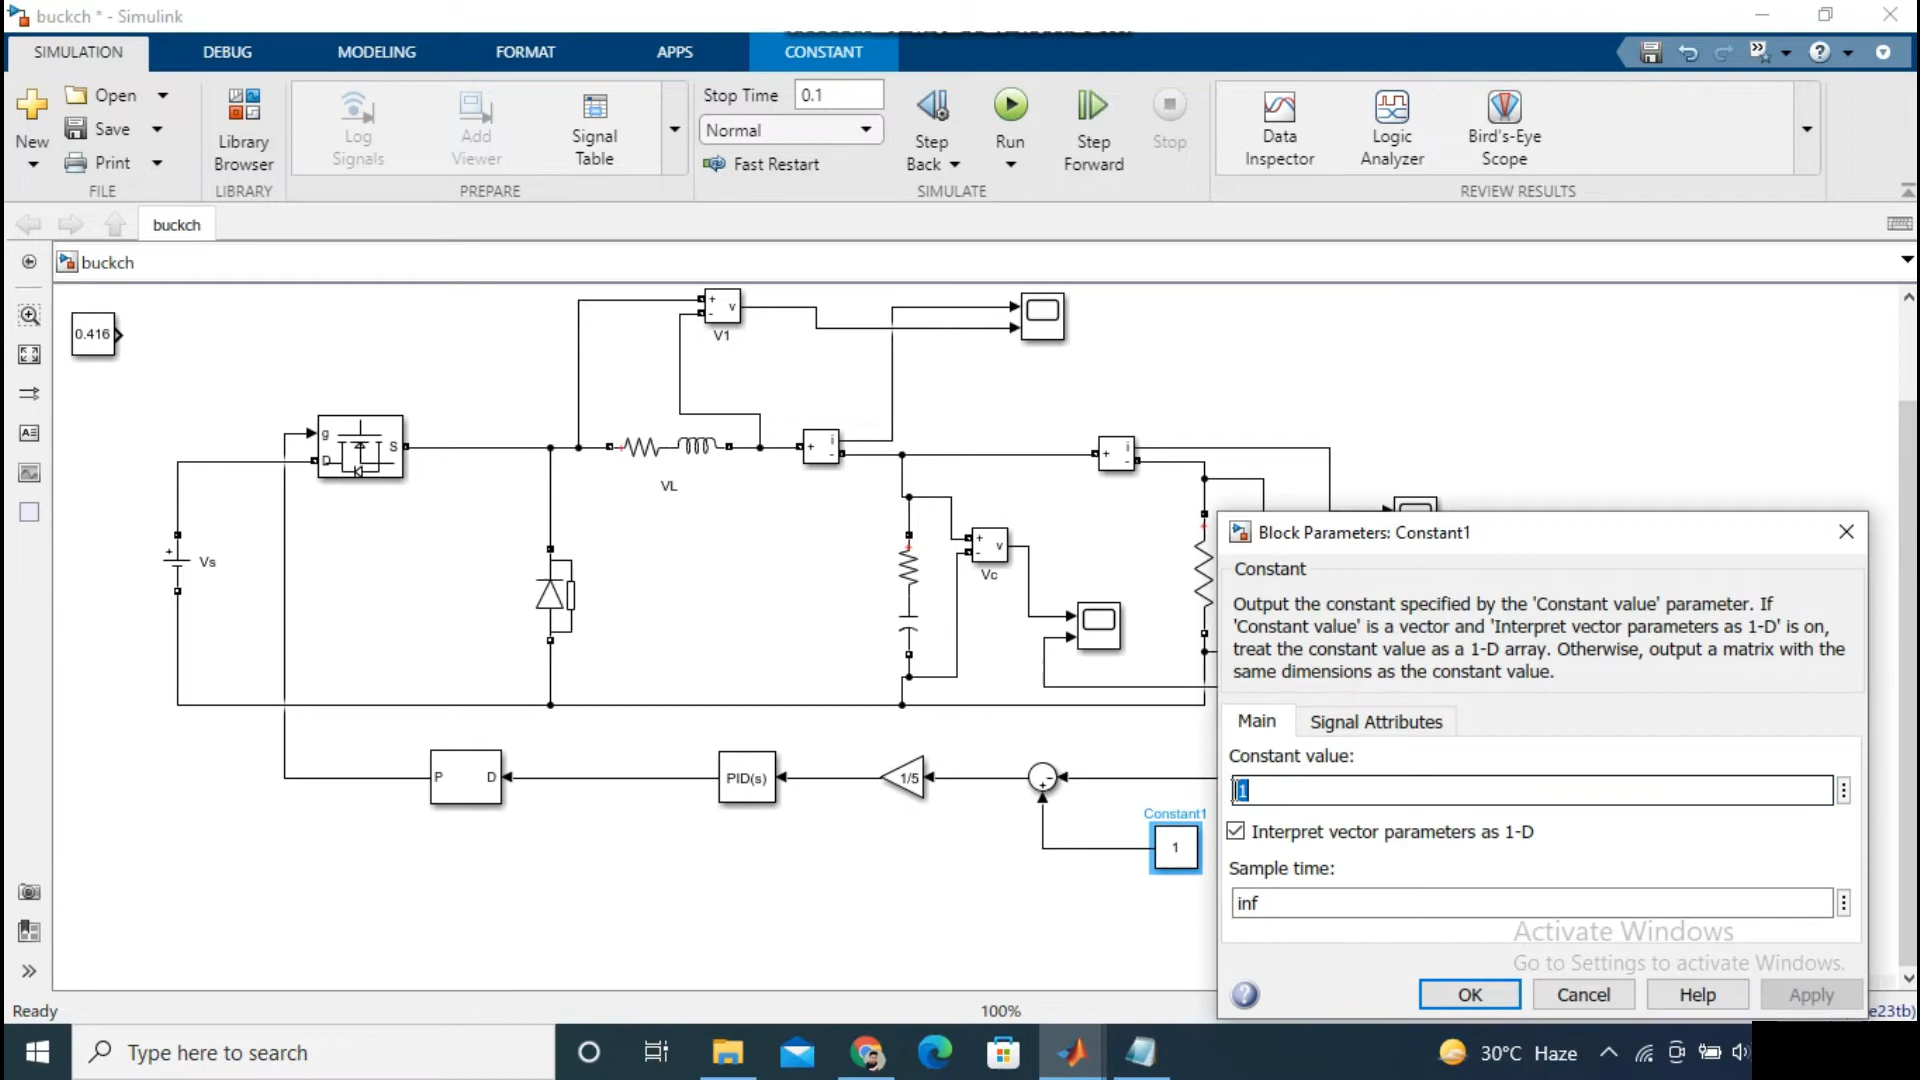 buckch * - Simulink
SIMULATION DEBUG MODELING FORMAT APPS CONSTANT
New
Open
Save
Print
FILE
Library
Browser
LIBRARY
Log
Signals
Add
Viewer
Signal
Table
PREPARE
Stop Time 0.1
Normal
Fast Restart
Step
Back
Run
Step
Forward
Stop
SIMULATE
Data
Inspector
Logic
Analyzer
Bird's-Eye
Scope
REVIEW RESULTS
buckch
buckch
0.416
+
-
v
V1
g
D
S
VL
+
i
-
+
i
-
+
Vs
+
-
v
Vc
P D
PID(s)
1/5
-
+
Constant1
1
Block Parameters: Constant1
Constant
Output the constant specified by the 'Constant value' parameter. If
'Constant value' is a vector and 'Interpret vector parameters as 1-D' is on,
treat the constant value as a 1-D array. Otherwise, output a matrix with the
same dimensions as the constant value.
Main Signal Attributes
Constant value:
1
Interpret vector parameters as 1-D
Sample time:
inf
Activate Windows
Go to Settings to activate Windows.
OK Cancel Help Apply
Ready 100% e23tb)
Type here to search
30°C Haze